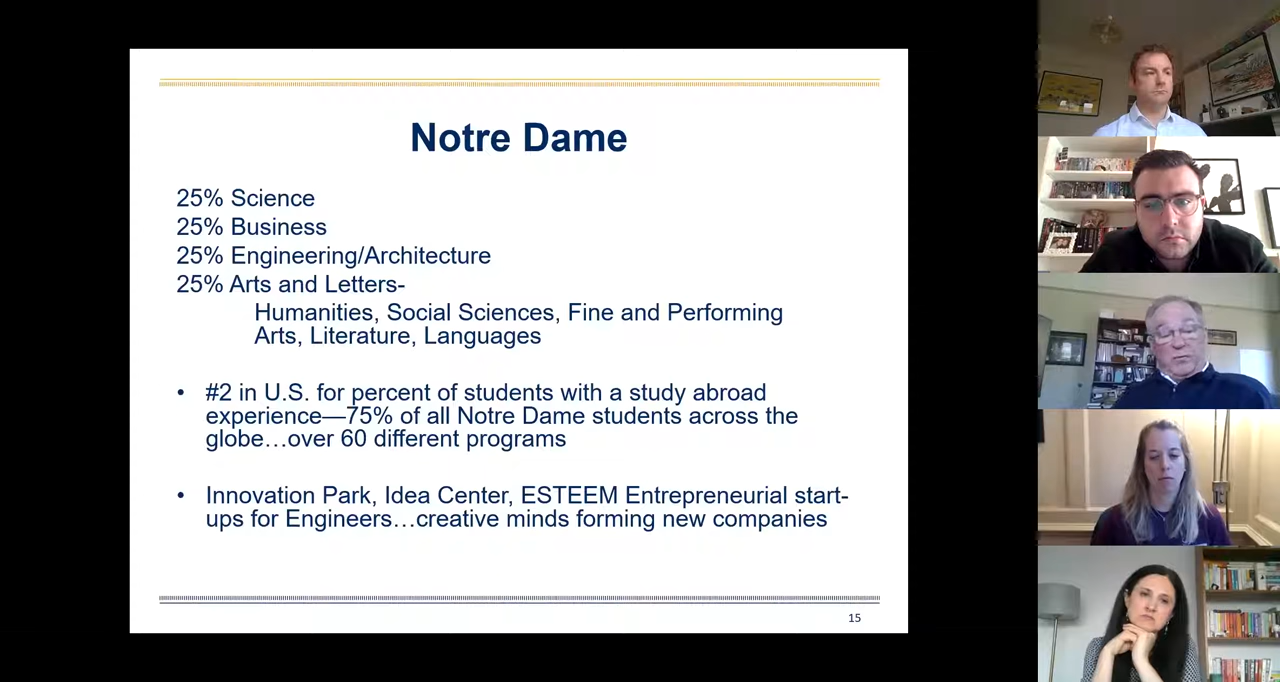 Notre Dame
25% Science
25% Business
25% Engineering/Architecture
25% Arts and Letters-
Humanities, Social Sciences, Fine and Performing
Arts, Literature, Languages
• #2 in U.S. for percent of students with a study abroad
experience—75% of all Notre Dame students across the
globe…over 60 different programs
• Innovation Park, Idea Center, ESTEEM Entrepreneurial start-
ups for Engineers…creative minds forming new companies
15